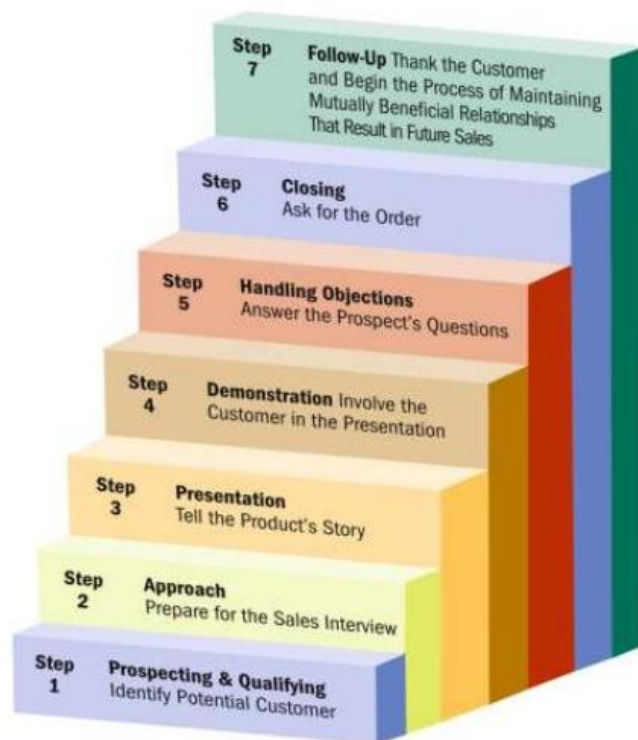 Step
7
Follow-Up Thank the Customer
and Begin the Process of Maintaining
Mutually Beneficial Relationships
That Result in Future Sales
Step
6
Closing
Ask for the Order
Step
5
Handling Objections
Answer the Prospect's Questions
Step
4
Demonstration Involve the
Customer in the Presentation
Step
3
Presentation
Tell the Product's Story
Step
2
Approach
Prepare for the Sales Interview
Step
1
Prospecting & Qualifying
Identify Potential Customer